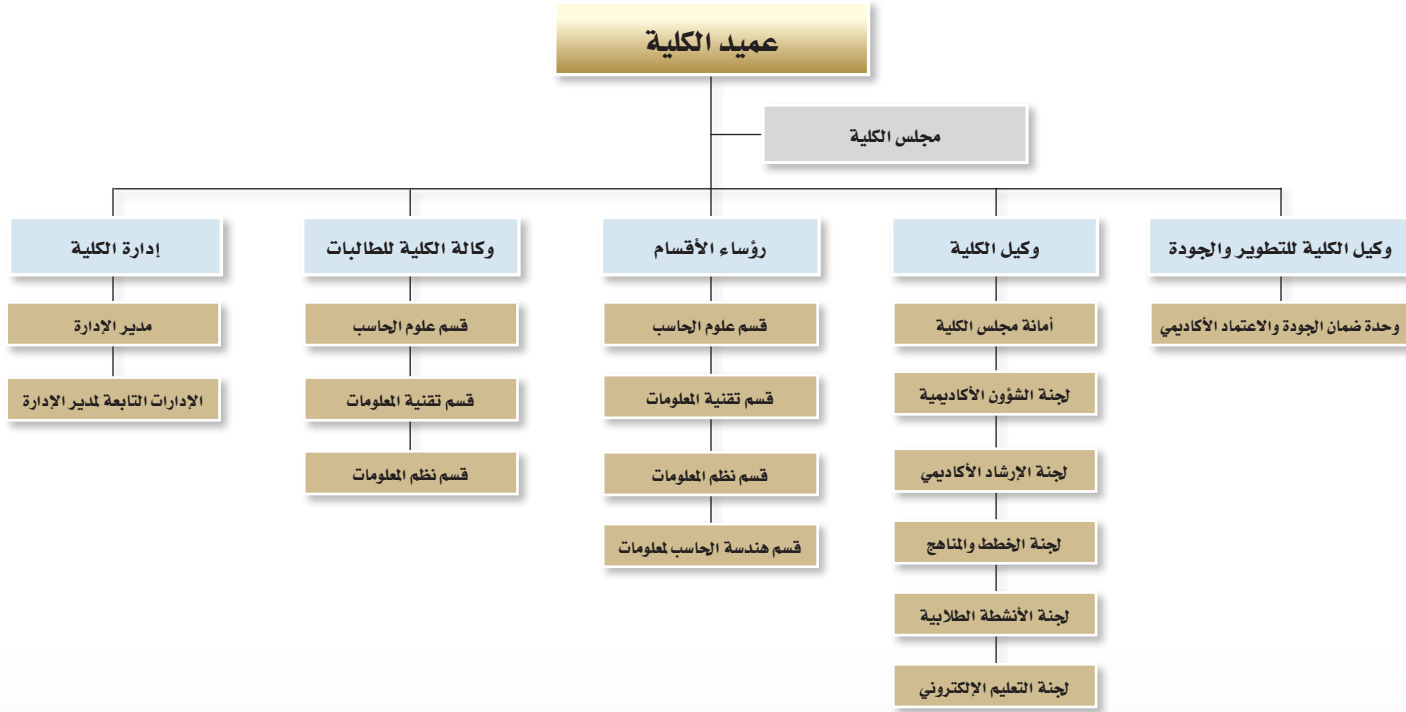 عميد الكلية
مجلس الكلية
وكيل الكلية للتطوير والجودة
وحدة ضمان الجودة والاعتماد الأكاديمي
وكيل الكلية
أمانة مجلس الكلية
لجنة الشؤون الأكاديمية
لجنة الإرشاد الأكاديمي
لجنة الخطط والمناهج
لجنة الأنشطة الطلابية
لجنة التعليم الإلكتروني
رؤساء الأقسام
قسم علوم الحاسب
قسم تقنية المعلومات
قسم نظم المعلومات
قسم هندسة الحاسب لمعلومات
وكالة الكلية للطالبات
قسم علوم الحاسب
قسم تقنية المعلومات
قسم نظم المعلومات
إدارة الكلية
مدير الإدارة
الإدارات التابعة لمدير الإدارة